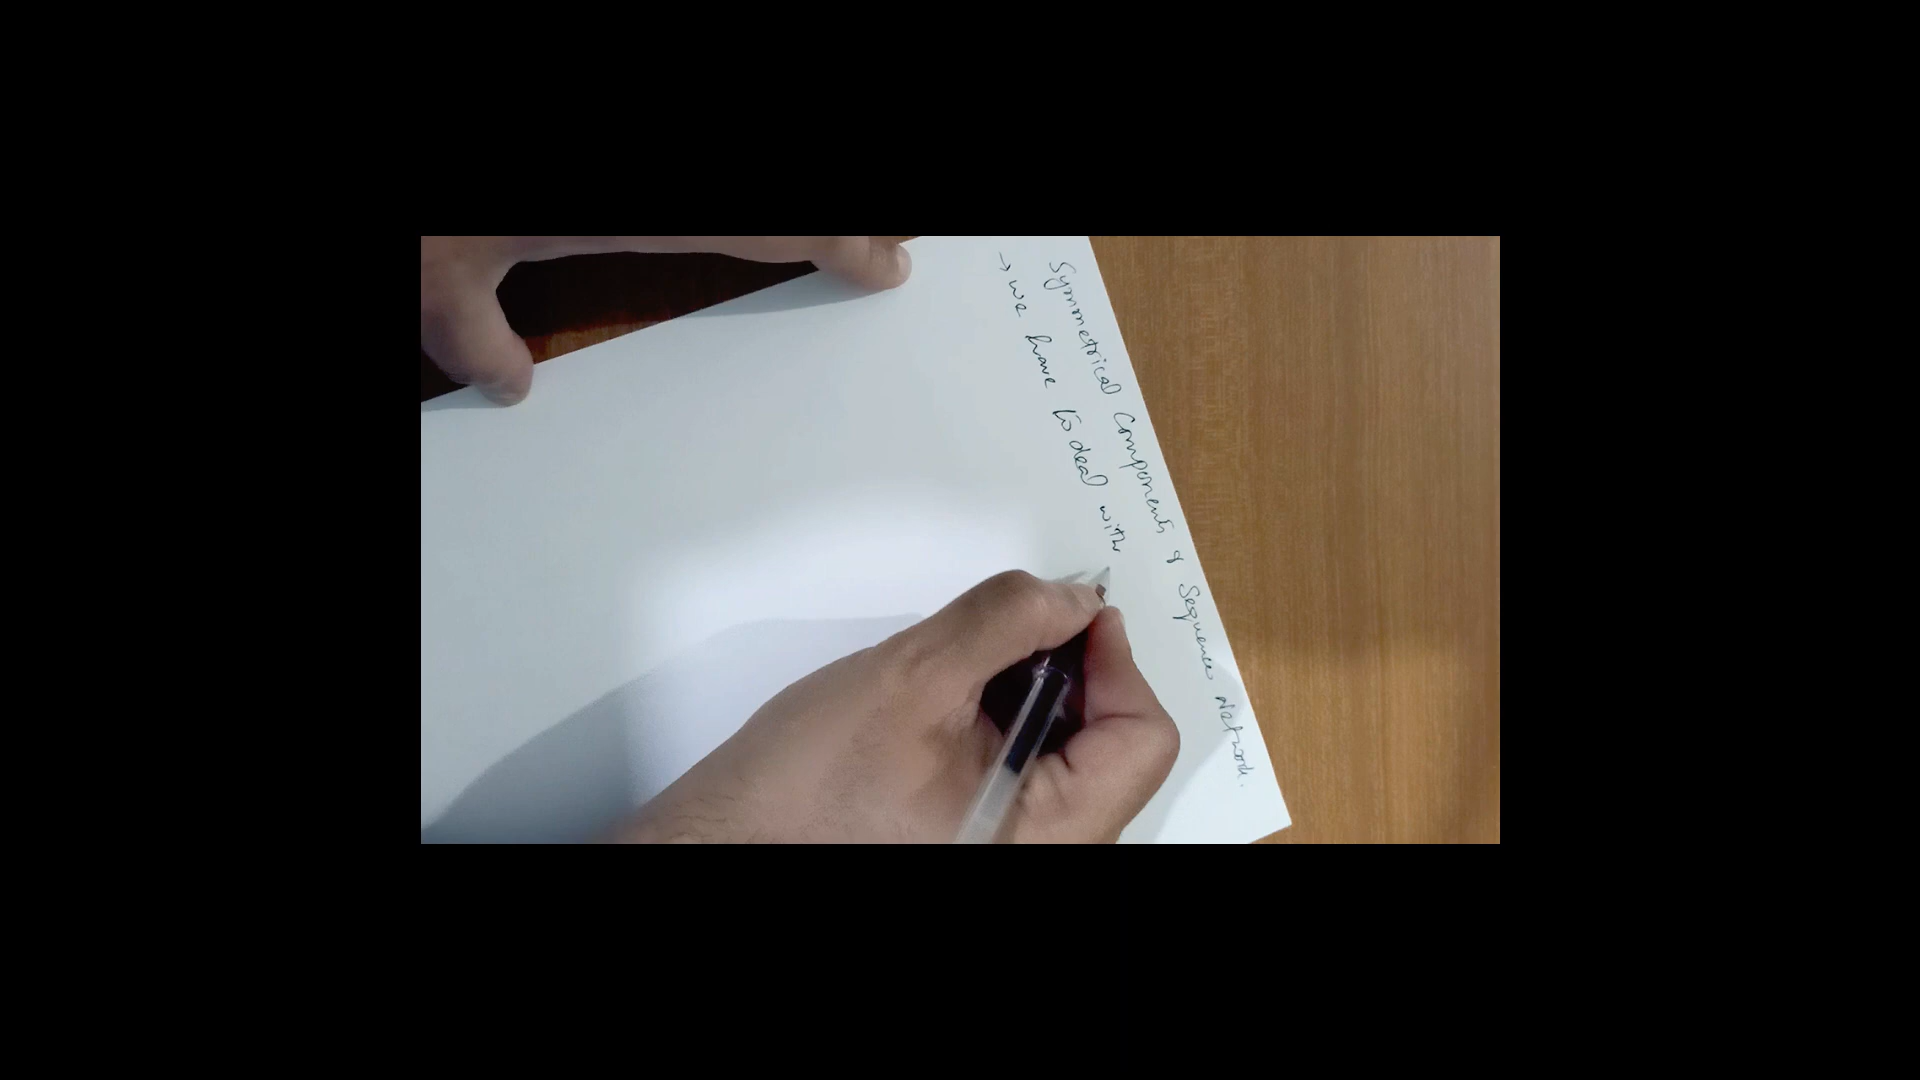 Symmetrical Components & Sequence Network.
→ we have to deal with